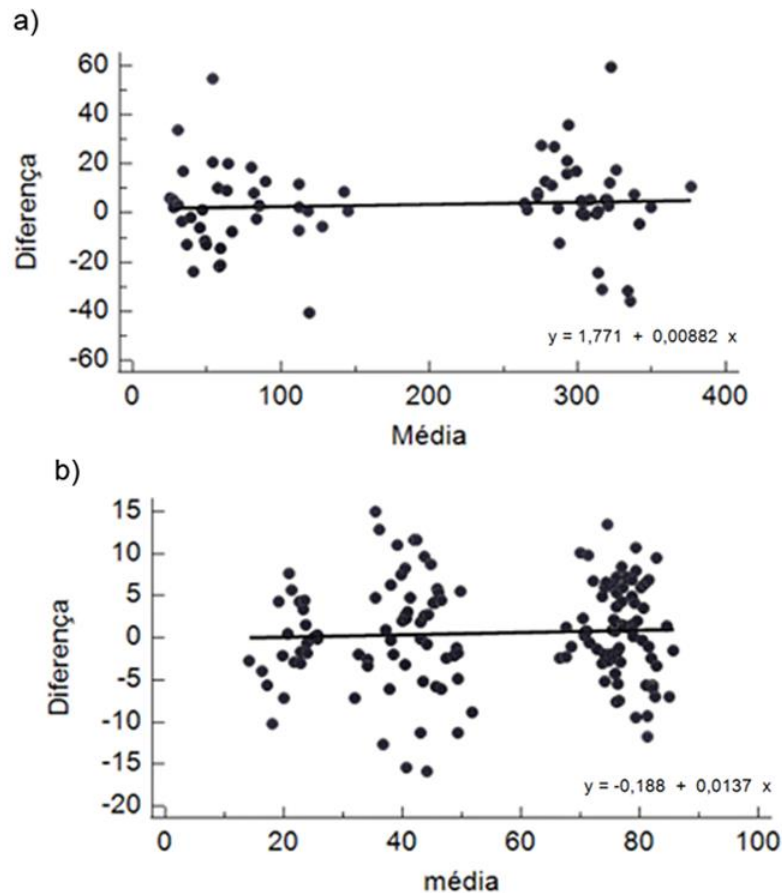 a)
60
40
20
0
-20
-40
-60
Diferença
y = 1,771 + 0,00882 x
0 100 200 300 400
Média
b)
15
10
5
0
-5
-10
-15
-20
Diferença
y = -0,188 + 0,0137 x
0 20 40 60 80 100
média